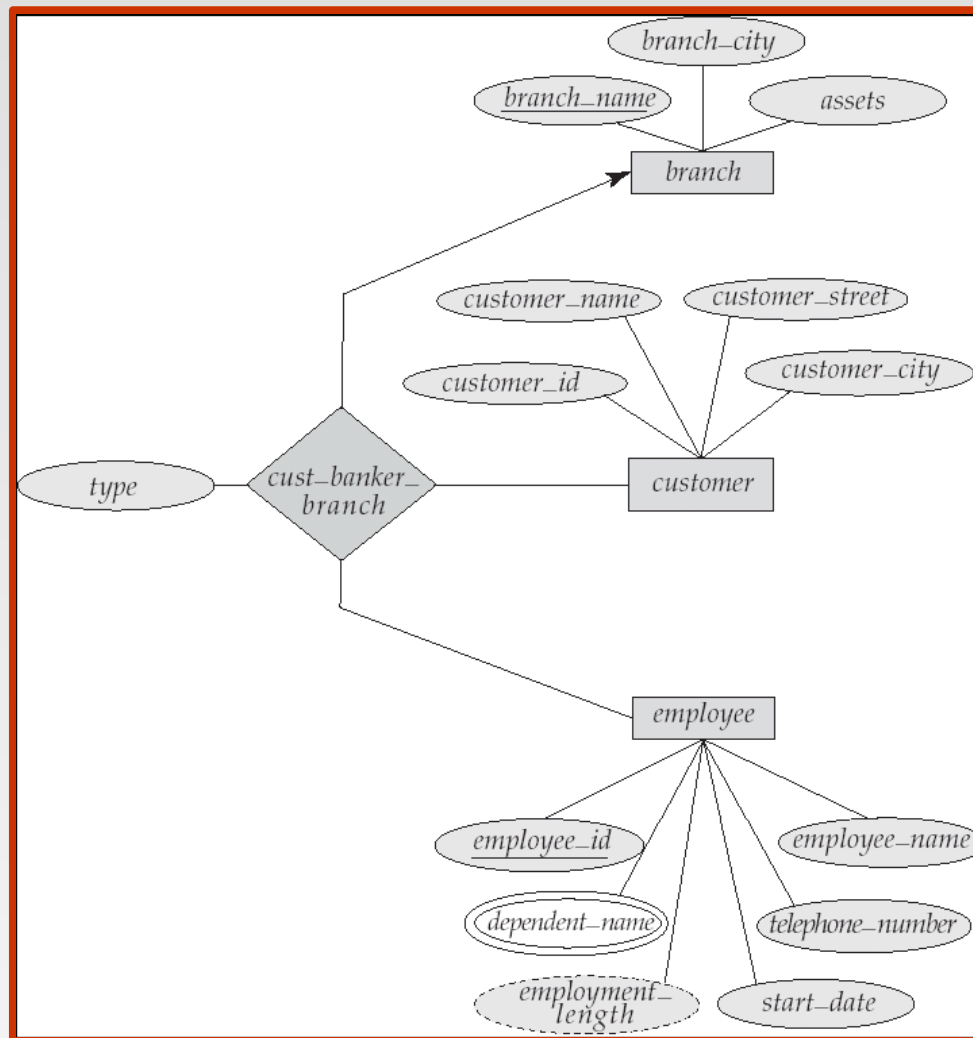 branch_city
branch_name
assets
branch
customer_name
customer_street
customer_id
customer_city
type
cust_banker_
branch
customer
employee
employee_id
employee_name
dependent_name
telephone_number
employment_
length
start_date